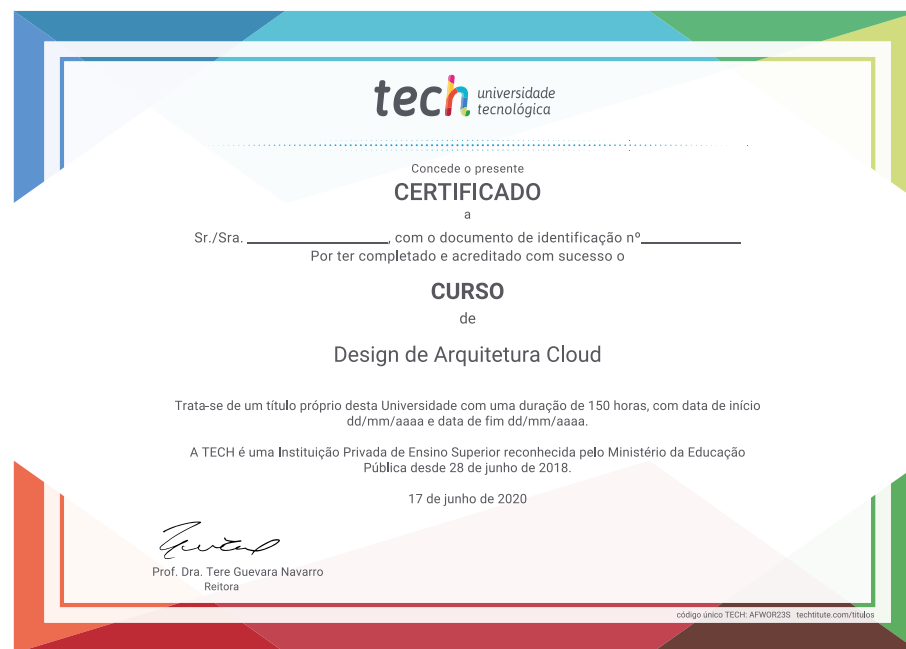 tech universidade
tecnológica
Concede o presente
CERTIFICADO
a
Sr./Sra. ____________________, com o documento de identificação nº______________
Por ter completado e acreditado com sucesso o
CURSO
de
Design de Arquitetura Cloud
Trata-se de um título próprio desta Universidade com uma duração de 150 horas, com data de início
dd/mm/aaaa e data de fim dd/mm/aaaa.
A TECH é uma Instituição Privada de Ensino Superior reconhecida pelo Ministério da Educação
Pública desde 28 de junho de 2018.
17 de junho de 2020
Prof. Dra. Tere Guevara Navarro
Reitora
código único TECH: AFWOR23S techtitute.com/titulos